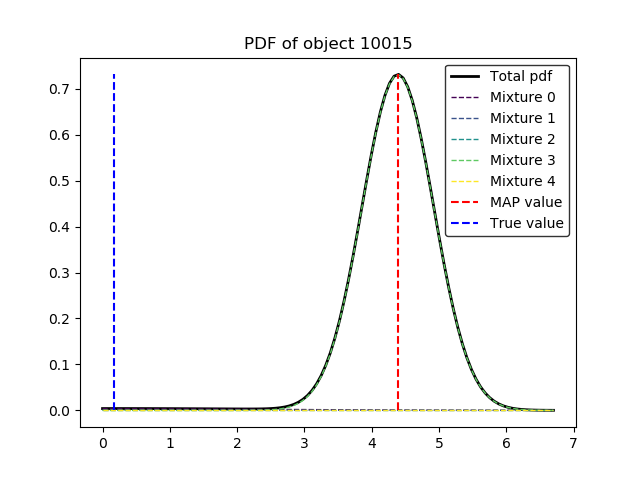 PDF of object 10015
Total pdf
Mixture 0
Mixture 1
Mixture 2
Mixture 3
Mixture 4
MAP value
True value
0.7
0.6
0.5
0.4
0.3
0.2
0.1
0.0
0 1 2 3 4 5 6 7